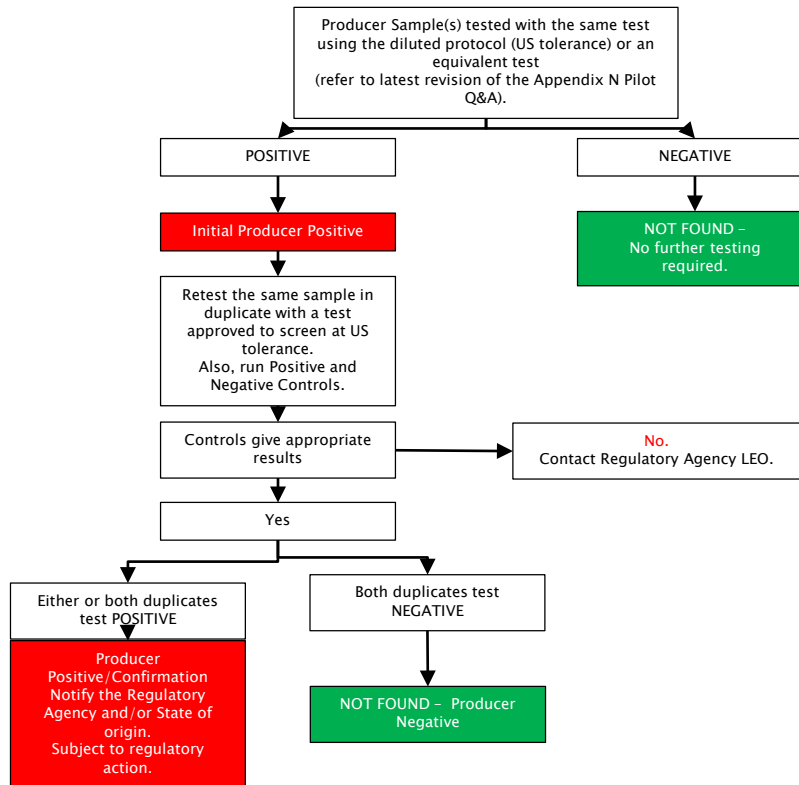 Producer Sample(s) tested with the same test
using the diluted protocol (US tolerance) or an
equivalent test
(refer to latest revision of the Appendix N Pilot
Q&A).
POSITIVE
NEGATIVE
Initial Producer Positive
NOT FOUND –
No further testing
required.
Retest the same sample in
duplicate with a test
approved to screen at US
tolerance.
Also, run Positive and
Negative Controls.
Controls give appropriate
results
No.
Contact Regulatory Agency LEO.
Yes
Either or both duplicates
test POSITIVE
Both duplicates test
NEGATIVE
Producer
Positive/Confirmation
Notify the Regulatory
Agency and/or State of
origin.
Subject to regulatory
action.
NOT FOUND – Producer
Negative